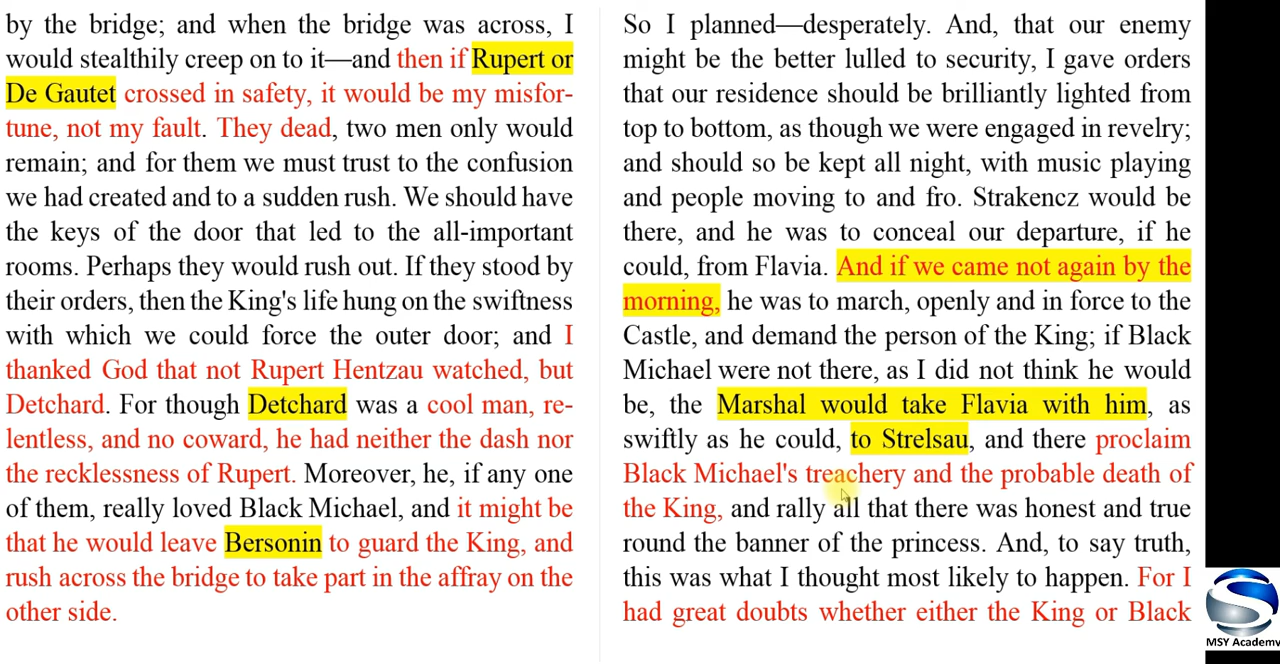 by the bridge; and when the bridge was across, I
would stealthily creep on to it—and then if Rupert or
De Gautet crossed in safety, it would be my misfor-
tune, not my fault. They dead, two men only would
remain; and for them we must trust to the confusion
we had created and to a sudden rush. We should have
the keys of the door that led to the all-important
rooms. Perhaps they would rush out. If they stood by
their orders, then the King's life hung on the swiftness
with which we could force the outer door; and I
thanked God that not Rupert Hentzau watched, but
Detchard. For though Detchard was a cool man, re-
lentless, and no coward, he had neither the dash nor
the recklessness of Rupert. Moreover, he, if any one
of them, really loved Black Michael, and it might be
that he would leave Bersonin to guard the King, and
rush across the bridge to take part in the affray on the
other side.
So I planned—desperately. And, that our enemy
might be the better lulled to security, I gave orders
that our residence should be brilliantly lighted from
top to bottom, as though we were engaged in revelry;
and should so be kept all night, with music playing
and people moving to and fro. Strakencz would be
there, and he was to conceal our departure, if he
could, from Flavia. And if we came not again by the
morning, he was to march, openly and in force to the
Castle, and demand the person of the King; if Black
Michael were not there, as I did not think he would
be, the Marshal would take Flavia with him, as
swiftly as he could, to Strelsau, and there proclaim
Black Michael's treachery and the probable death of
the King, and rally all that there was honest and true
round the banner of the princess. And, to say truth,
this was what I thought most likely to happen. For I
had great doubts whether either the King or Black
MSY Academy